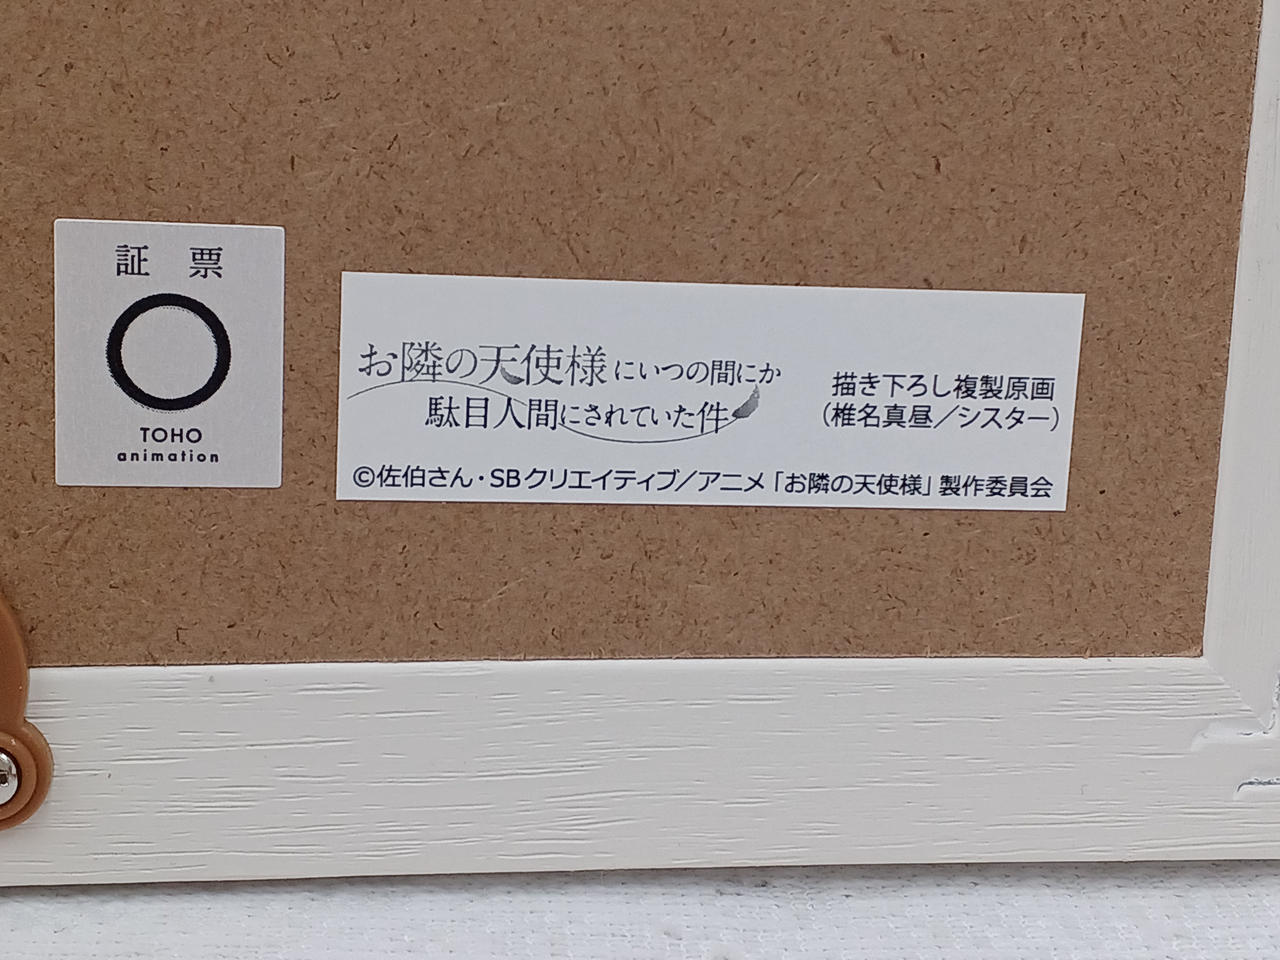 証 票
TOHO
animation
お隣の天使様にいつの間にか
駄目人間にされていた件
描き下ろし複製原画
（椎名真昼／シスター）
©佐伯さん・SBクリエイティブ／アニメ「お隣の天使様」製作委員会